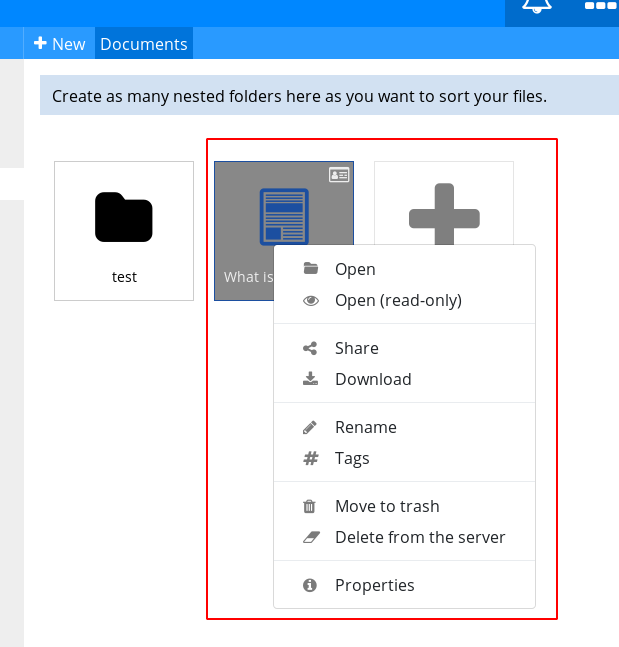 New Documents
Create as many nested folders here as you want to sort your files.
test
What is
Open
Open (read-only)
Share
Download
Rename
Tags
Move to trash
Delete from the server
Properties